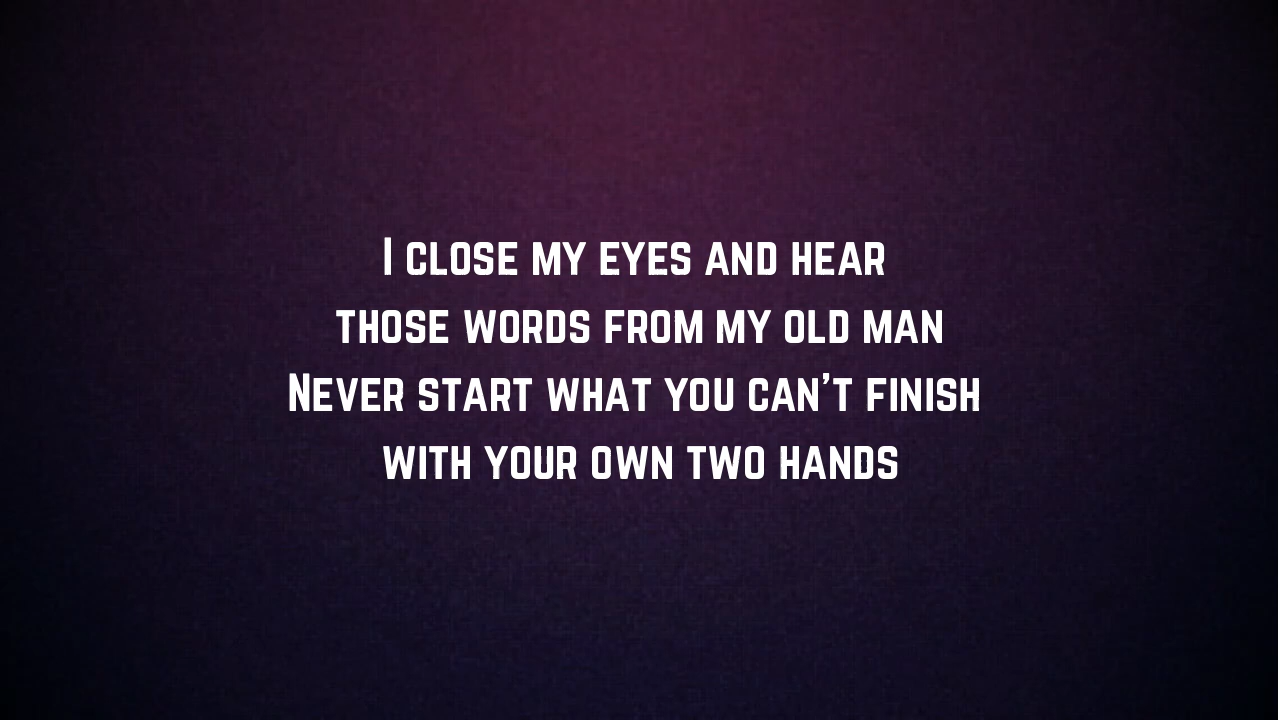 I close my eyes and hear
those words from my old man
Never start what you can't finish
with your own two hands